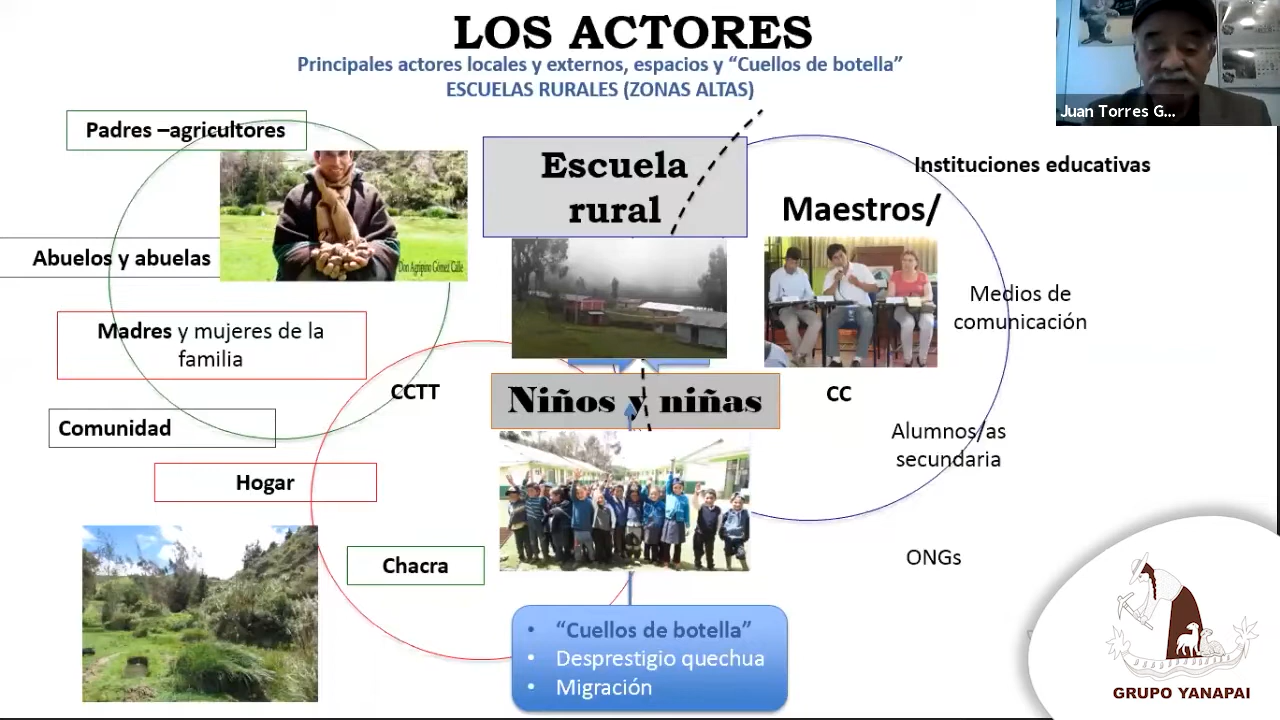 LOS ACTORES
Principales actores locales y externos, espacios y “Cuellos de botella”
ESCUELAS RURALES (ZONAS ALTAS)
Juan Torres G...
Padres –agricultores
Don Agripino Gómez Calle
Abuelos y abuelas
Madres y mujeres de la
familia
Comunidad
Hogar
Chacra
CCTT
Escuela
rural
Niños y niñas
“Cuellos de botella”
Desprestigio quechua
Migración
Instituciones educativas
Maestros/
Medios de
comunicación
CC
Alumnos/as
secundaria
ONGs
GRUPO YANAPAI